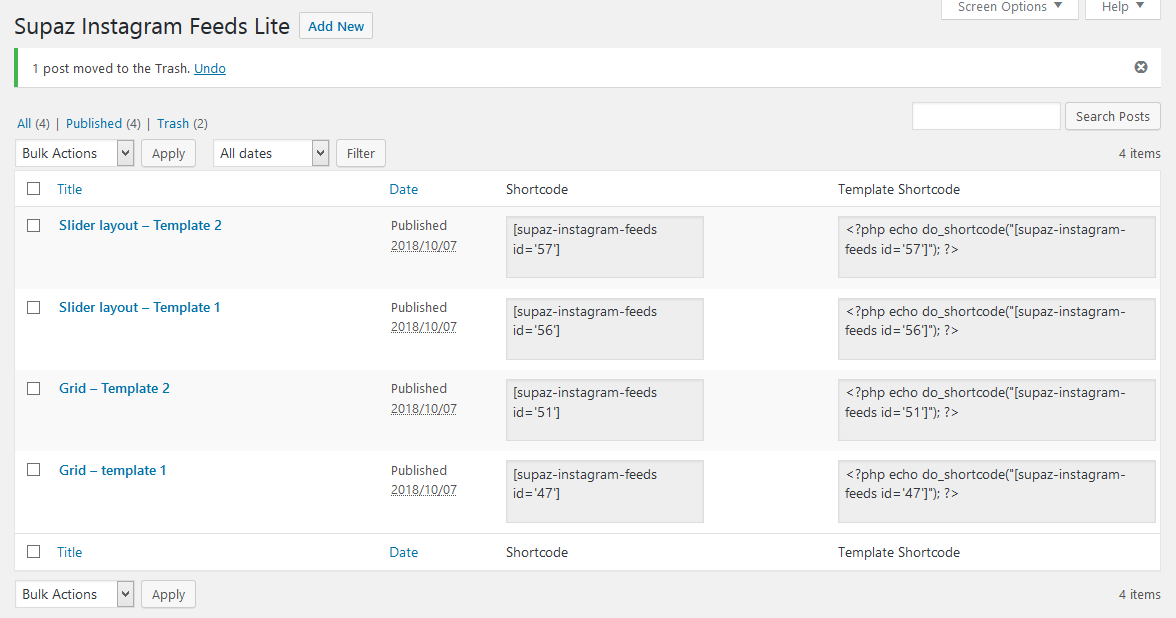 Screen Options
Help
Supaz Instagram Feeds Lite
Add New
1 post moved to the Trash. Undo
All (4) | Published (4) | Trash (2)
Search Posts
Bulk Actions
Apply
All dates
Filter
4 items
Title
Date
Shortcode
Template Shortcode
Slider layout – Template 2
Published
2018/10/07
[supaz-instagram-feeds
id='57']
<?php echo do_shortcode("[supaz-instagram-
feeds id='57']"); ?>
Slider layout – Template 1
Published
2018/10/07
[supaz-instagram-feeds
id='56']
<?php echo do_shortcode("[supaz-instagram-
feeds id='56']"); ?>
Grid – Template 2
Published
2018/10/07
[supaz-instagram-feeds
id='51']
<?php echo do_shortcode("[supaz-instagram-
feeds id='51']"); ?>
Grid – template 1
Published
2018/10/07
[supaz-instagram-feeds
id='47']
<?php echo do_shortcode("[supaz-instagram-
feeds id='47']"); ?>
Title
Date
Shortcode
Template Shortcode
Bulk Actions
Apply
4 items